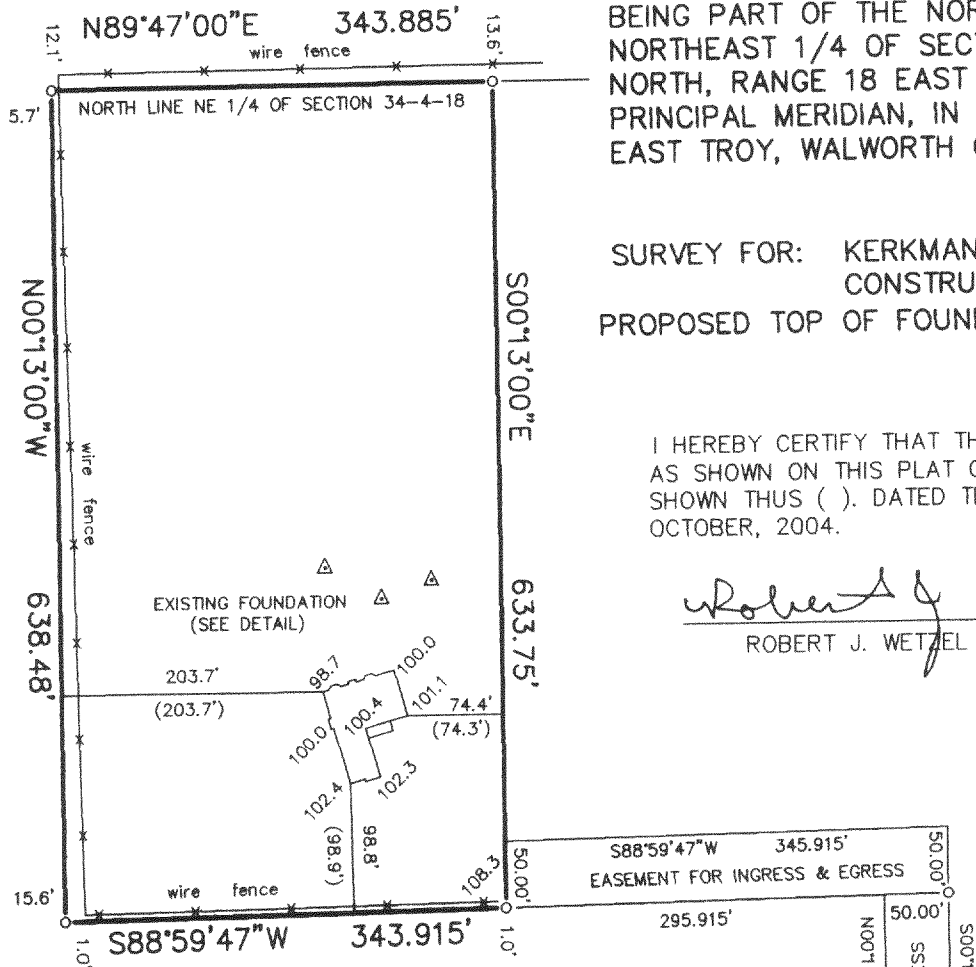 12.1'
N89°47'00"E 343.885'
13.6'
wire fence
5.7'
NORTH LINE NE 1/4 OF SECTION 34-4-18
BEING PART OF THE
NORTHEAST 1/4 OF
NORTH, RANGE 18 EAST
PRINCIPAL MERIDIAN, IN
EAST TROY, WALWORTH
SURVEY FOR: KERKMAN
PROPOSED TOP OF
N00°13'00"W
638.48'
wire fence
S00°13'00"E
633.75'
I HEREBY CERTIFY THAT
AS SHOWN ON THIS PLAT
SHOWN THUS ( ). DATED
OCTOBER, 2004.
Robert J
ROBERT J. WETZEL
EXISTING FOUNDATION
(SEE DETAIL)
203.7'
(203.7')
98.7
100.0
101.1
74.4'
(74.3')
100.4
100.0
102.4
102.3
98.8'
(98.9')
108.3
15.6'
wire fence
1.0'
S88°59'47"W 343.915'
1.0'
50.00'
S88°59'47"W 345.915'
EASEMENT FOR INGRESS & EGRESS
50.00'
295.915'
50.00'